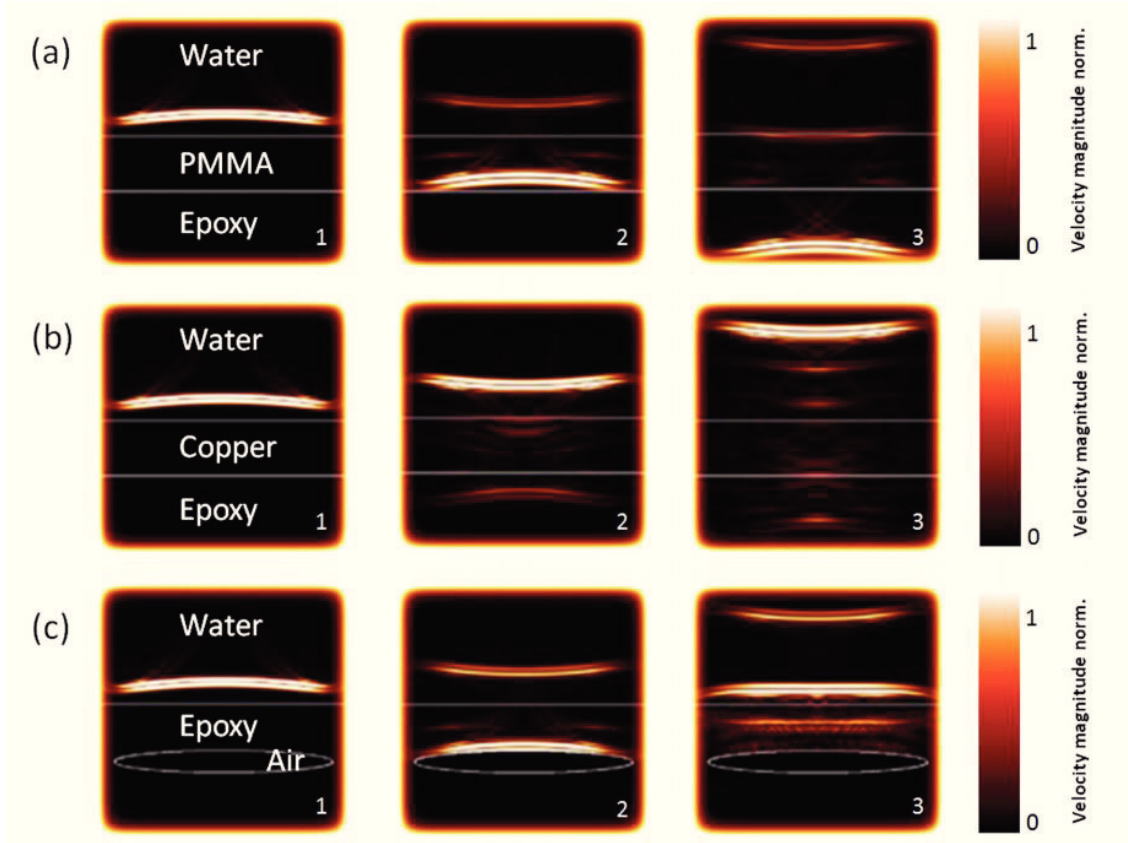 (a)
Water
PMMA
Epoxy
1
2
3
1
0
Velocity magnitude norm.
(b)
Water
Copper
Epoxy
1
2
3
1
0
Velocity magnitude norm.
(c)
Water
Epoxy
Air
1
2
3
1
0
Velocity magnitude norm.